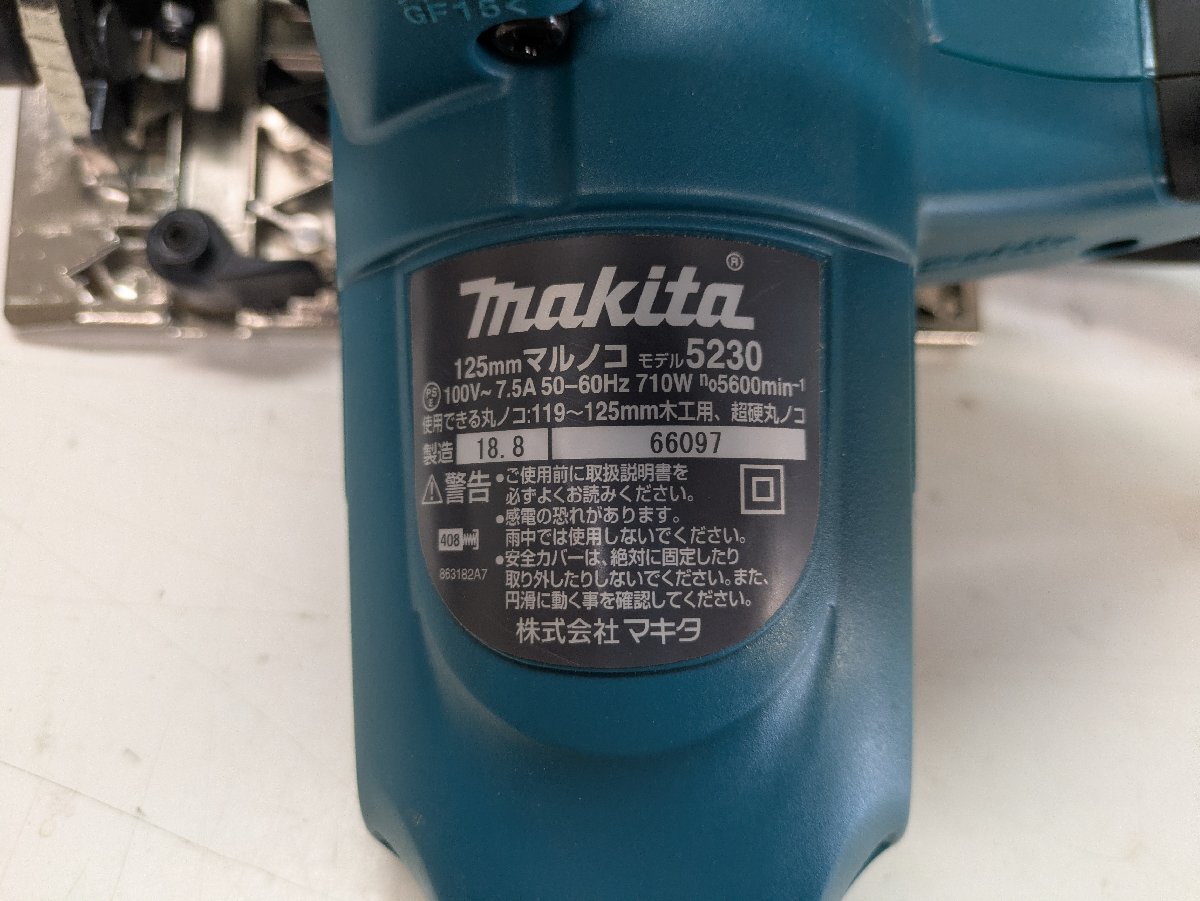 GF15<
makita®
125mmマルノコ モデル5230
100V~ 7.5A 50-60Hz 710W n₀5600min⁻¹
使用できる丸ノコ:119~125mm木工用、超硬丸ノコ
製造 18.8 66097
⚠警告 •ご使用前に取扱説明書を
必ずよくお読みください。
•感電の恐れがあります。
雨中では使用しないでください。
408
•安全カバーは、絶対に固定したり
863182A7
取り外したりしないでください。また、
円滑に動く事を確認してください。
株式会社 マキタ